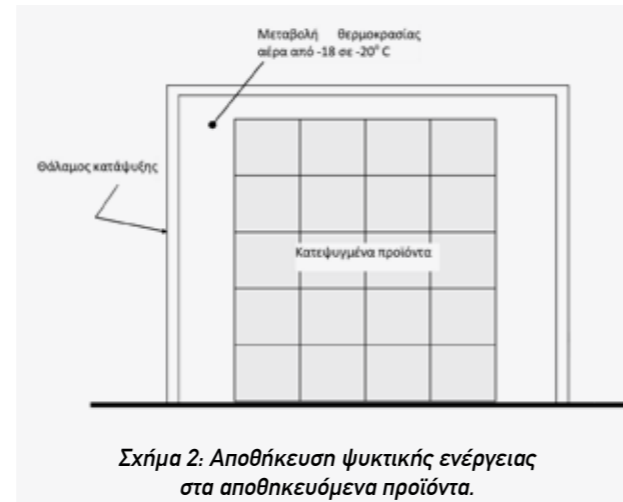 Μεταβολή θερμοκρασίας
αέρα από -18 σε -20° C
Θάλαμος κατάψυξης
Κατεψυγμένα προϊόντα
Σχήμα 2: Αποθήκευση ψυκτικής ενέργειας
στα αποθηκευόμενα προϊόντα.